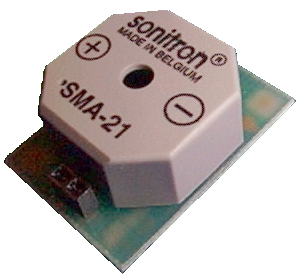 sonitron®
MADE IN BELGIUM
+
'SMA-21
−